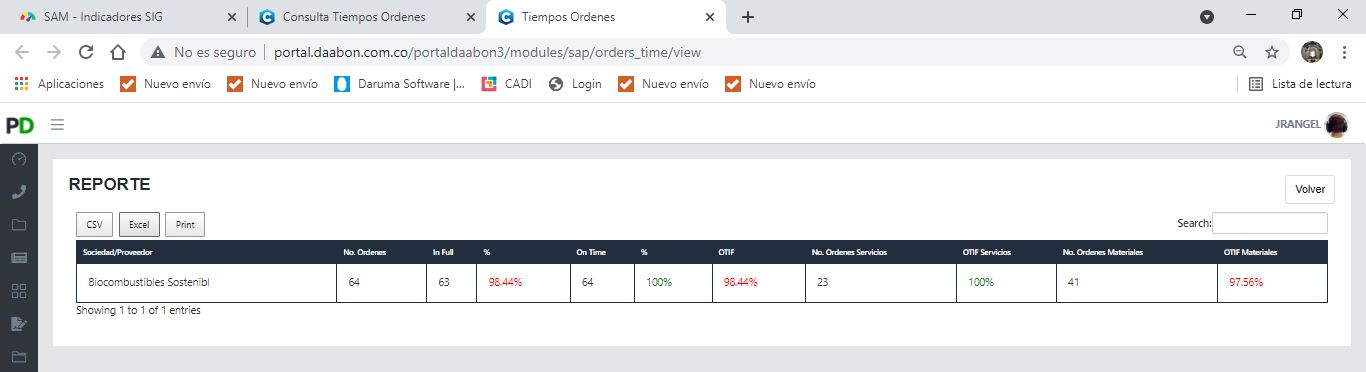 SAM - Indicadores SIG
Consulta Tiempos Ordenes
Tiempos Ordenes
No es seguro | portal.daabon.com.co/portaldaabon3/modules/sap/orders_time/view
Aplicaciones Nuevo envío Nuevo envío Daruma Software |... CADI Login Nuevo envío Nuevo envío Lista de lectura
PD JRANGEL
REPORTE
Volver
CSV Excel Print Search:
Sociedad/Proveedor No. Ordenes In Full % On Time % OTIF No. Ordenes Servicios OTIF Servicios No. Ordenes Materiales OTIF Materiales
Biocombustibles Sostenibl 64 63 98.44% 64 100% 98.44% 23 100% 41 97.56%
Showing 1 to 1 of 1 entries